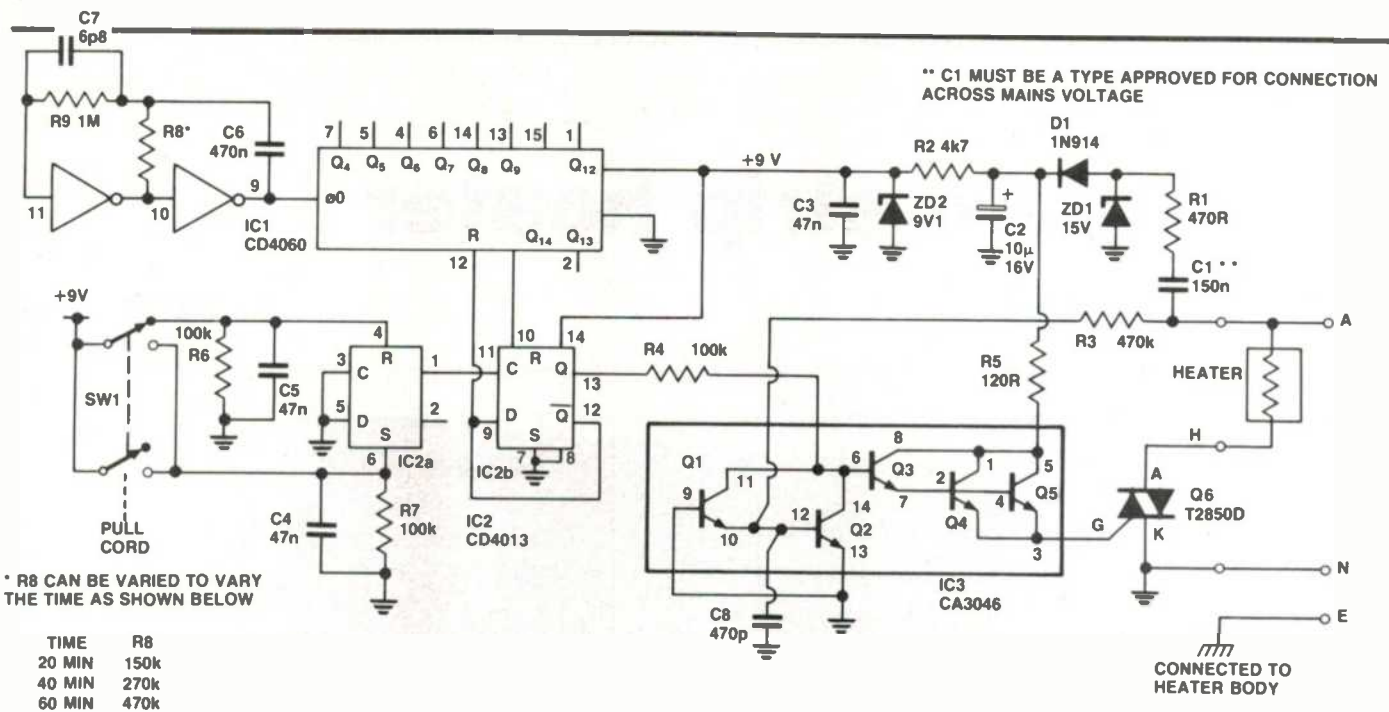 C7
6p8
R9 1M
R8*
C6
470n
11
10
9
IC1
CD4060
7 5 4 6 14 13 15 1
Q4 Q5 Q6 Q7 Q8 Q9 Q12
ø0
R Q14 Q13
12 2
+9 V
** C1 MUST BE A TYPE APPROVED FOR CONNECTION
ACROSS MAINS VOLTAGE
D1
1N914
R2 4k7
C3
47n
ZD2
9V1
+
C2
10µ
16V
ZD1
15V
R1
470R
C1 **
150n
R3 470k
A
HEATER
H
+9V
100k
R6
C5
47n
SW1
PULL
CORD
4
R
3
C
5
D
S
6
1
2
IC2a
C4
47n
R7
100k
10
14
11
C R Q
13
D Q
9
12
S
7 8
IC2b
IC2
CD4013
R4 100k
R5
120R
Q1
9
11
10
12
Q2
14
13
6
8
Q3
7
2
1
Q4
4
5
Q5
3
IC3
CA3046
C8
470p
A
G
K
Q6
T2850D
N
E
CONNECTED TO
HEATER BODY
* R8 CAN BE VARIED TO VARY
THE TIME AS SHOWN BELOW
TIME R8
20 MIN 150k
40 MIN 270k
60 MIN 470k